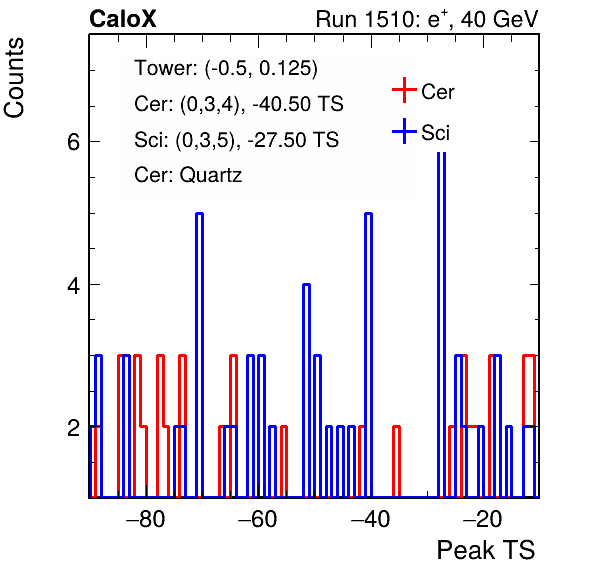 CaloX Run 1510: e⁺, 40 GeV
Counts
Tower: (-0.5, 0.125)
Cer: (0,3,4), -40.50 TS
Sci: (0,3,5), -27.50 TS
Cer: Quartz
Cer
Sci
6
4
2
−80 −60 −40 −20
Peak TS